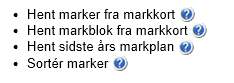 Hent marker fra markkort
Hent markblok fra markkort
Hent sidste års markplan
Sortér marker